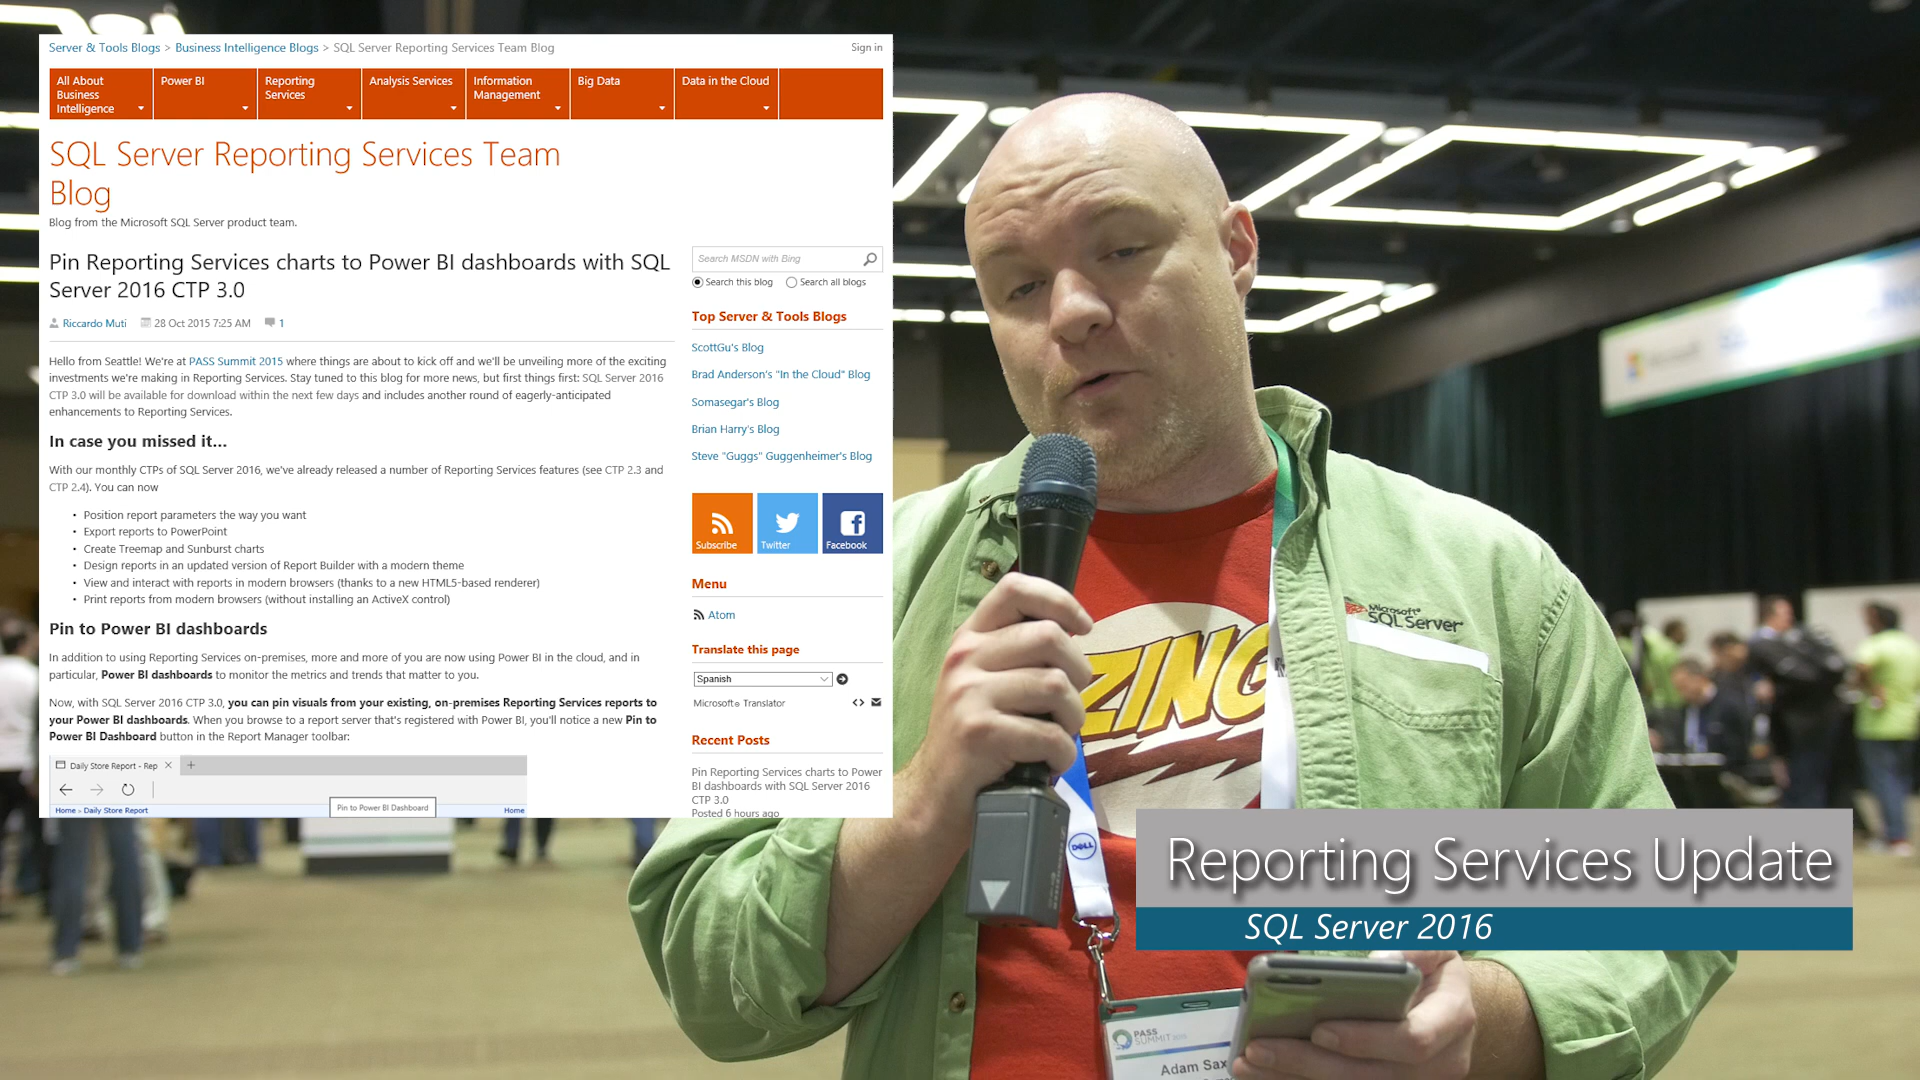 Server & Tools Blogs > Business Intelligence Blogs > SQL Server Reporting Services Team Blog
Sign in
All About Business Intelligence
Power BI
Reporting Services
Analysis Services
Information Management
Big Data
Data in the Cloud
SQL Server Reporting Services Team
Blog
Blog from the Microsoft SQL Server product team.
Pin Reporting Services charts to Power BI dashboards with SQL
Server 2016 CTP 3.0
Riccardo Muti 28 Oct 2015 7:25 AM 1
Hello from Seattle! We're at PASS Summit 2015 where things are about to kick off and we'll be unveiling more of the exciting
investments we're making in Reporting Services. Stay tuned to this blog for more news, but first things first: SQL Server 2016
CTP 3.0 will be available for download within the next few days and includes another round of eagerly-anticipated
enhancements to Reporting Services.
In case you missed it...
With our monthly CTPs of SQL Server 2016, we've already released a number of Reporting Services features (see CTP 2.3 and
CTP 2.4). You can now
• Position report parameters the way you want
• Export reports to PowerPoint
• Create Treemap and Sunburst charts
• Design reports in an updated version of Report Builder with a modern theme
• View and interact with reports in modern browsers (thanks to a new HTML5-based renderer)
• Print reports from modern browsers (without installing an ActiveX control)
Pin to Power BI dashboards
In addition to using Reporting Services on-premises, more and more of you are now using Power BI in the cloud, and in
particular, Power BI dashboards to monitor the metrics and trends that matter to you.
Now, with SQL Server 2016 CTP 3.0, you can pin visuals from your existing, on-premises Reporting Services reports to
your Power BI dashboards. When you browse to a report server that's registered with Power BI, you'll notice a new Pin to
Power BI Dashboard button in the Report Manager toolbar:
Daily Store Report - Rep
Home > Daily Store Report
Pin to Power BI Dashboard
Home
Search MSDN with Bing
Search this blog
Search all blogs
Top Server & Tools Blogs
ScottGu's Blog
Brad Anderson's "In the Cloud" Blog
Somasegar's Blog
Brian Harry's Blog
Steve "Guggs" Guggenheimer's Blog
Subscribe
Twitter
Facebook
Menu
Atom
Translate this page
Spanish
Microsoft® Translator
Recent Posts
Pin Reporting Services charts to Power
BI dashboards with SQL Server 2016
CTP 3.0
Posted 6 hours ago
Microsoft®
SQL Server
ZING
DELL
Reporting Services Update
SQL Server 2016
PASS
SUMMIT 2015
Adam Sax